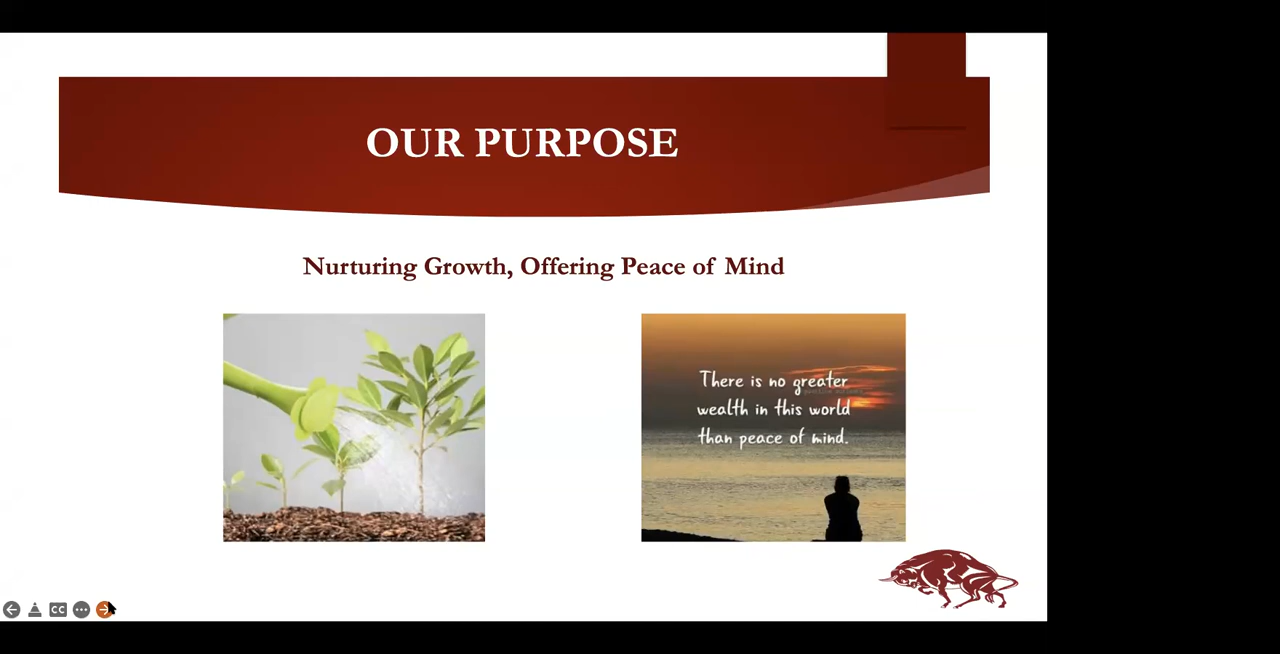 OUR PURPOSE
Nurturing Growth, Offering Peace of Mind
There is no greater
wealth in this world
than peace of mind.
CC